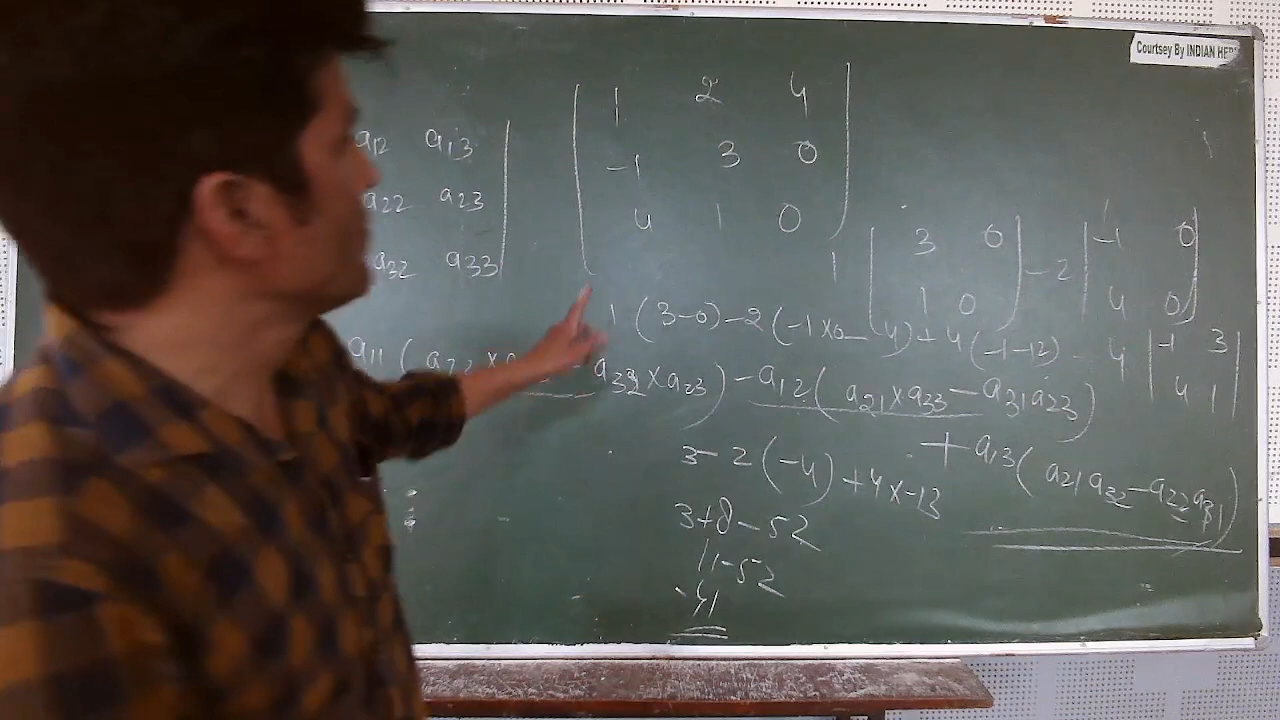 Courtsey By INDIAN HE
1 2 4
-1 3 0
4 1 0
a12 a13
a22 a23
a32 a33
1 | 3 0 | - 2 | -1 0 |
| 1 0 | | 4 0 |
1 (3-0) - 2 (-1×0 - 4) + 4 (-1-12)
4 | -1 3 |
| 4 1 |
a11 ( a22 × - a32 × a23 ) - a12 ( a21 × a33 - a31 a23 )
+ a13 ( a21 a32 - a22 a31 )
3 - 2 (-4) + 4 × -13
3+8 - 52
11-52
-41